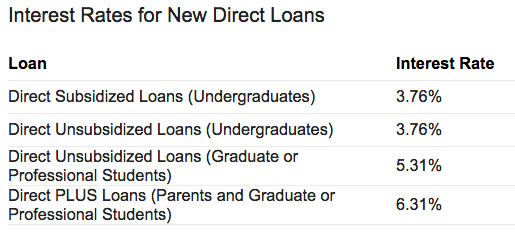 Interest Rates for New Direct Loans
Loan Interest Rate
Direct Subsidized Loans (Undergraduates) 3.76%
Direct Unsubsidized Loans (Undergraduates) 3.76%
Direct Unsubsidized Loans (Graduate or
Professional Students) 5.31%
Direct PLUS Loans (Parents and Graduate or
Professional Students) 6.31%